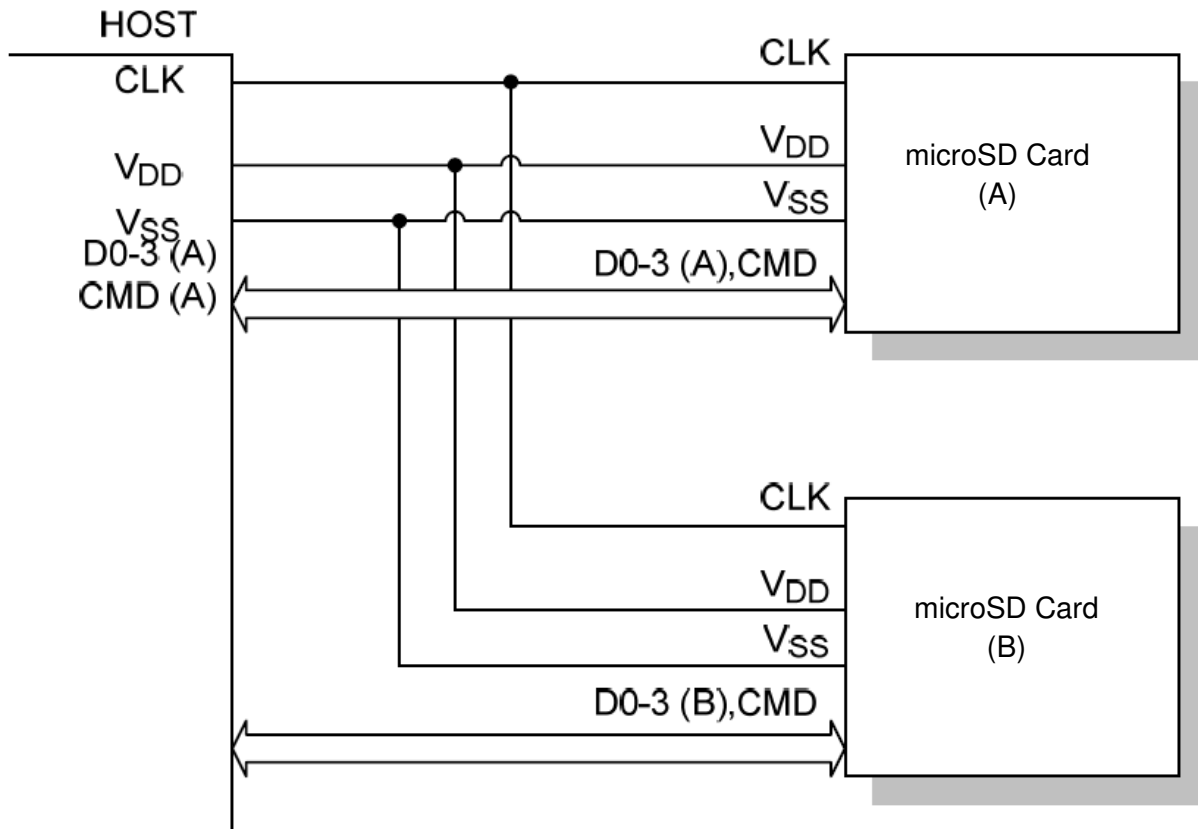 HOST
CLK
VDD
VSS
D0-3 (A)
CMD (A)
CLK
VDD
VSS
D0-3 (A),CMD
microSD Card
(A)
CLK
VDD
VSS
D0-3 (B),CMD
microSD Card
(B)